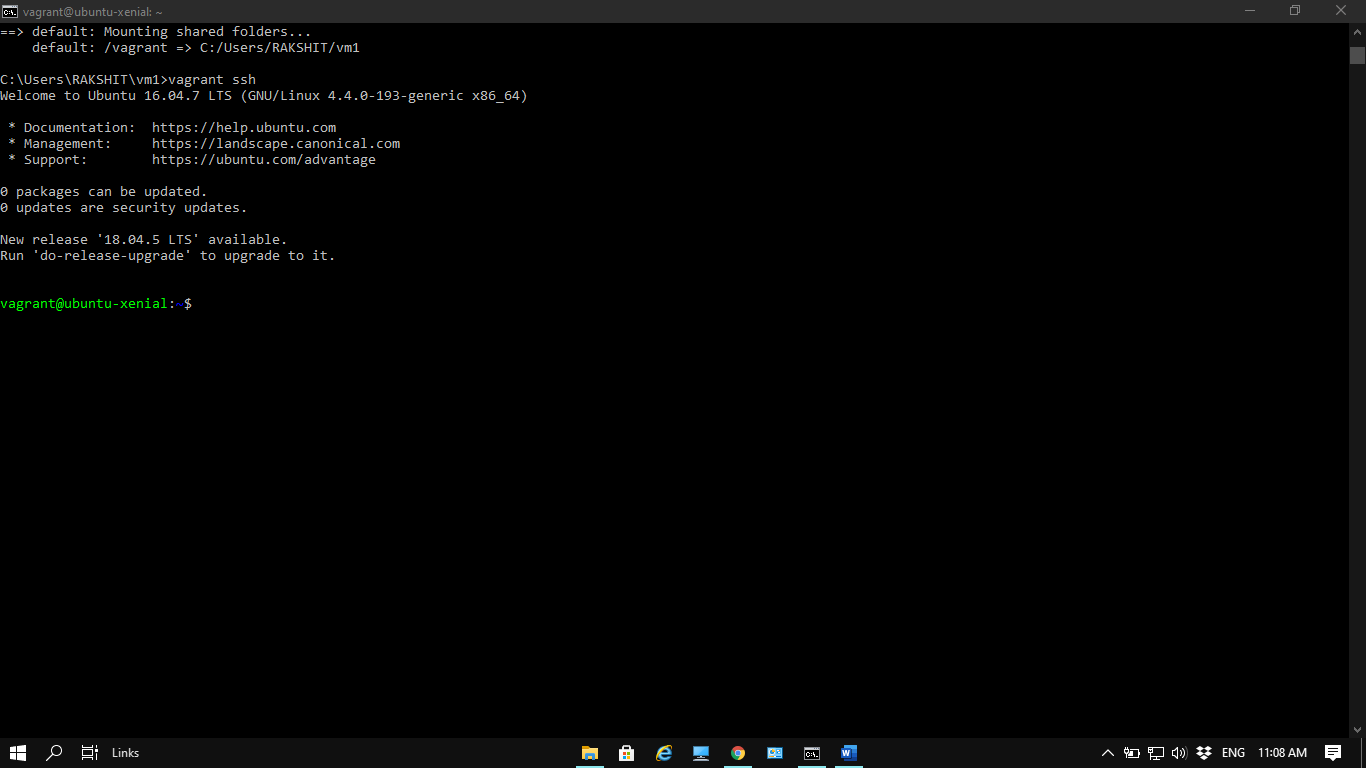 vagrant@ubuntu-xenial: ~
==> default: Mounting shared folders...
    default: /vagrant => C:/Users/RAKSHIT/vm1

C:\Users\RAKSHIT\vm1>vagrant ssh
Welcome to Ubuntu 16.04.7 LTS (GNU/Linux 4.4.0-193-generic x86_64)

 * Documentation:  https://help.ubuntu.com
 * Management:     https://landscape.canonical.com
 * Support:        https://ubuntu.com/advantage

0 packages can be updated.
0 updates are security updates.

New release '18.04.5 LTS' available.
Run 'do-release-upgrade' to upgrade to it.


vagrant@ubuntu-xenial:~$
Links
ENG
11:08 AM